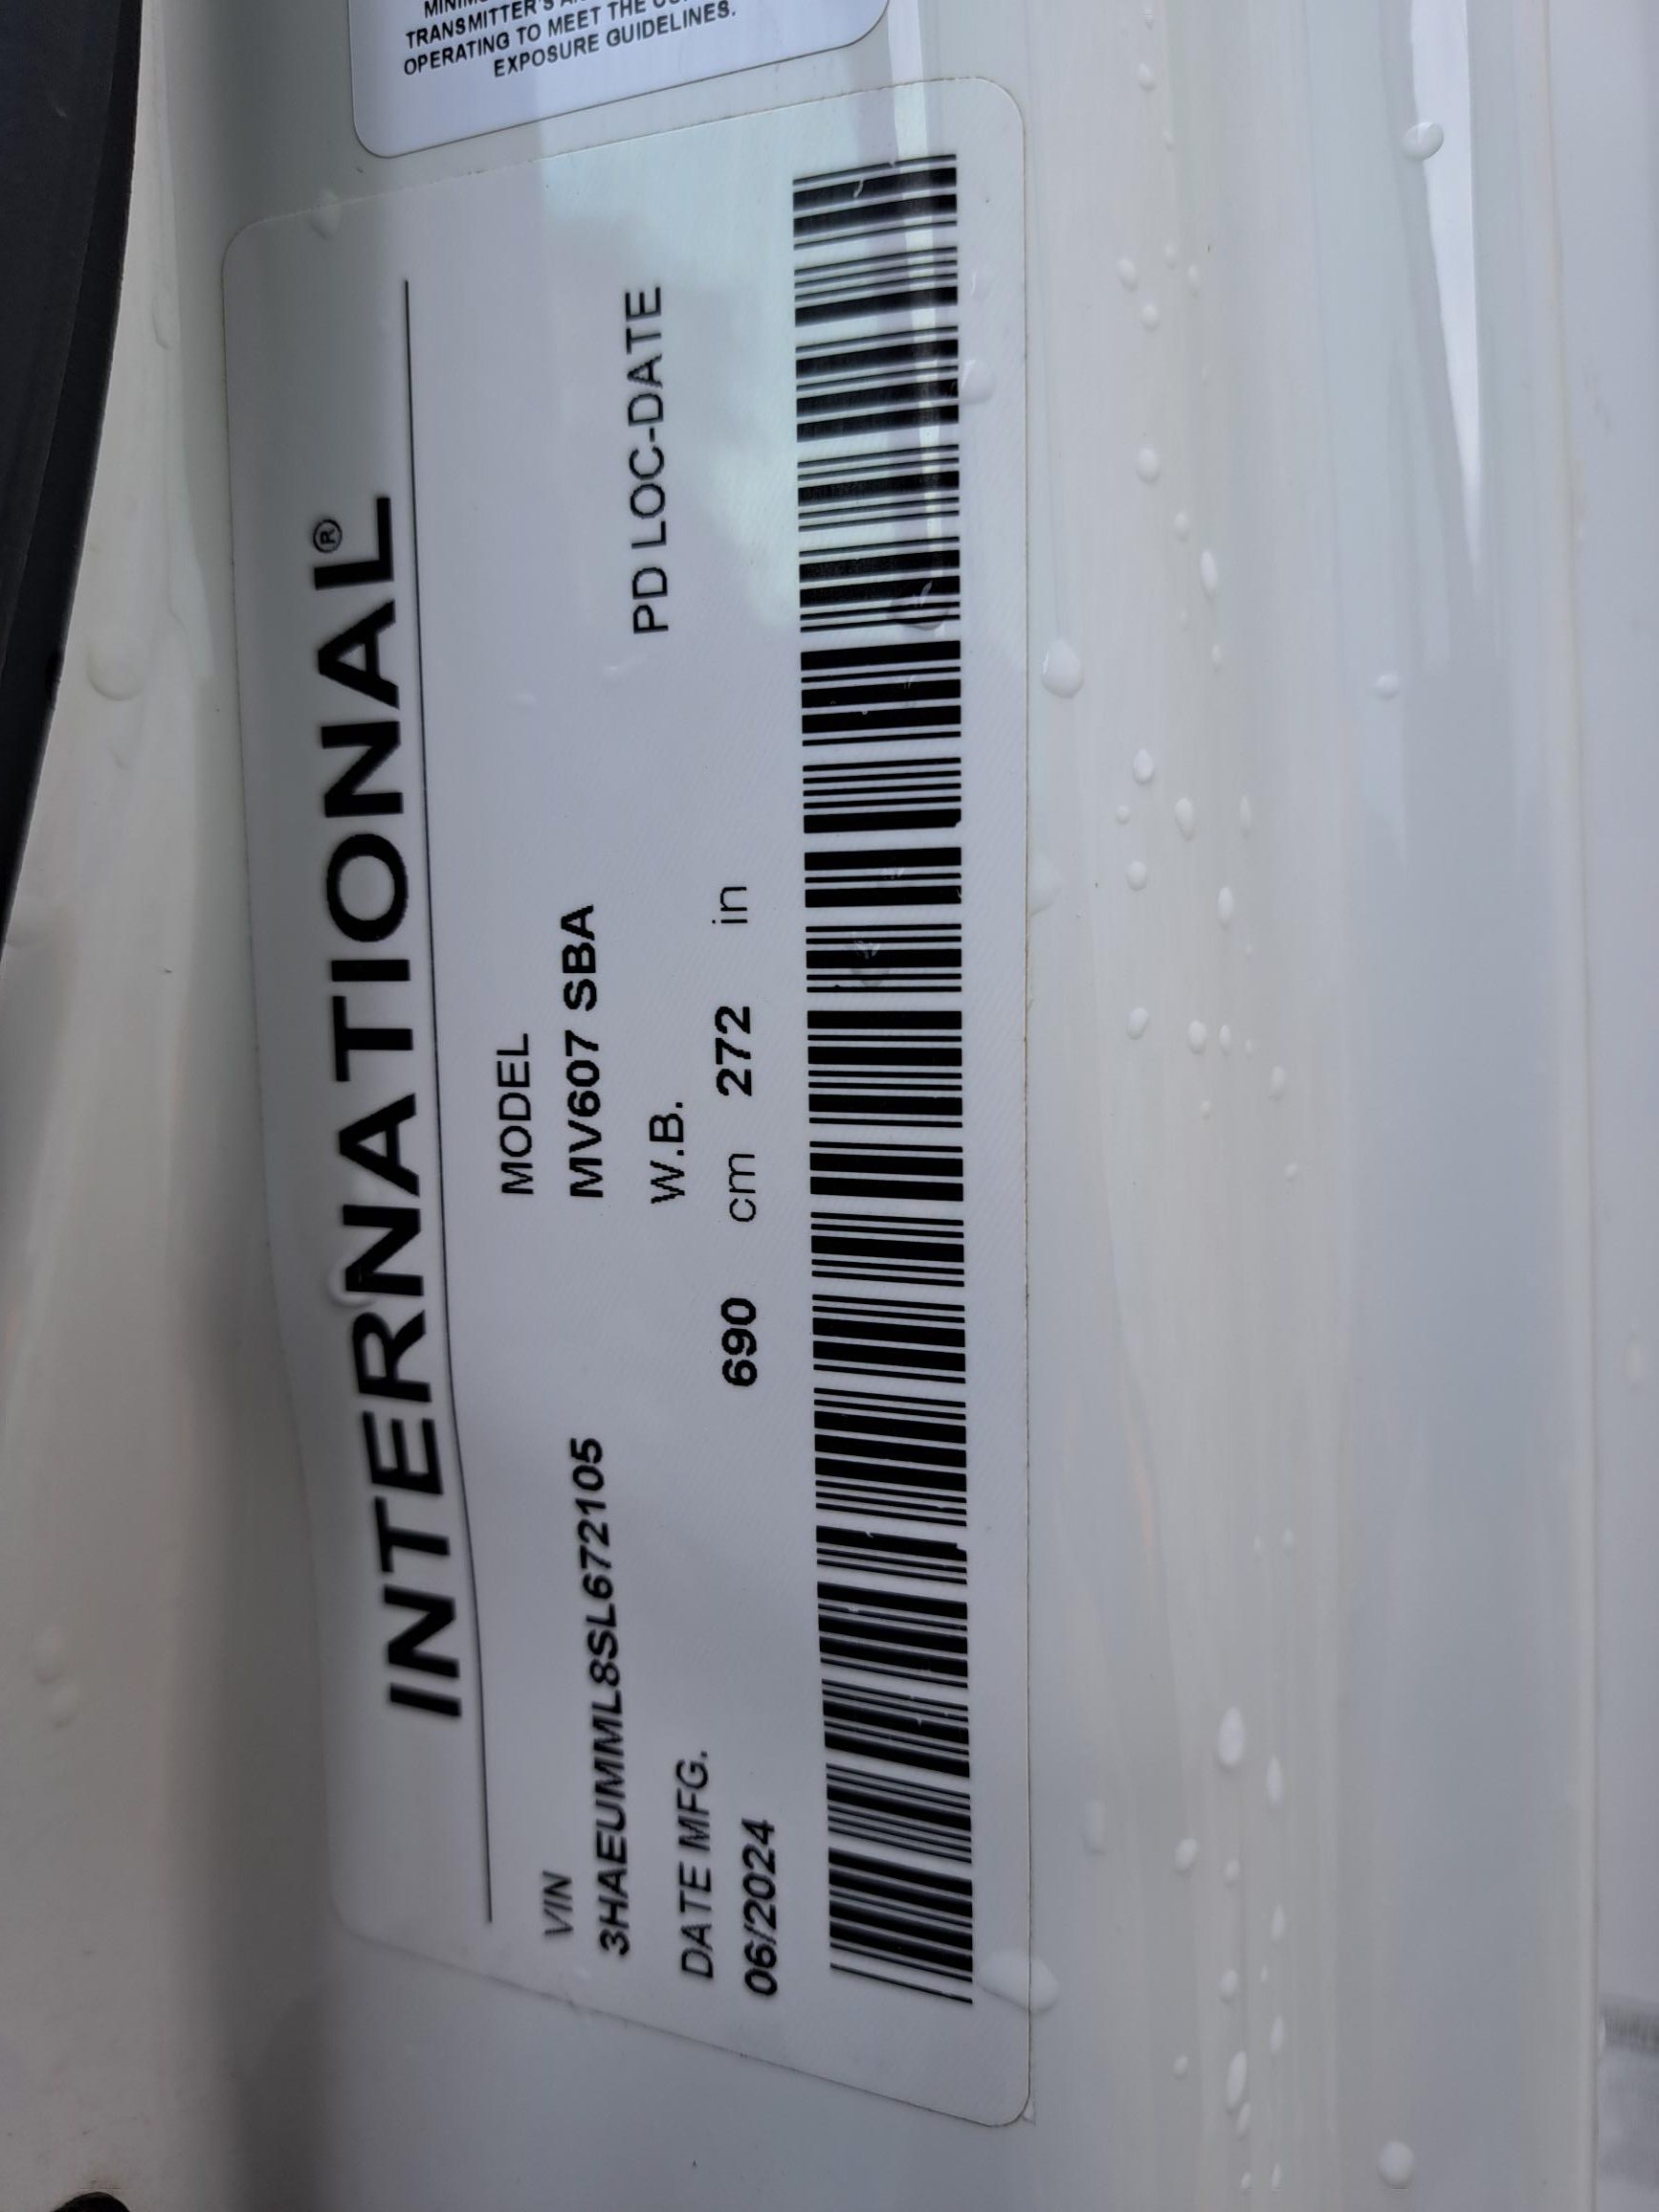 TRANSMITTER'S
OPERATING TO MEET THE
EXPOSURE GUIDELINES.
INTERNATIONAL®
VIN
3HAEUMML8SL672105
MODEL
MV607 SBA
DATE MFG.
06/2024
W.B.
690 cm 272 in
PD LOC-DATE